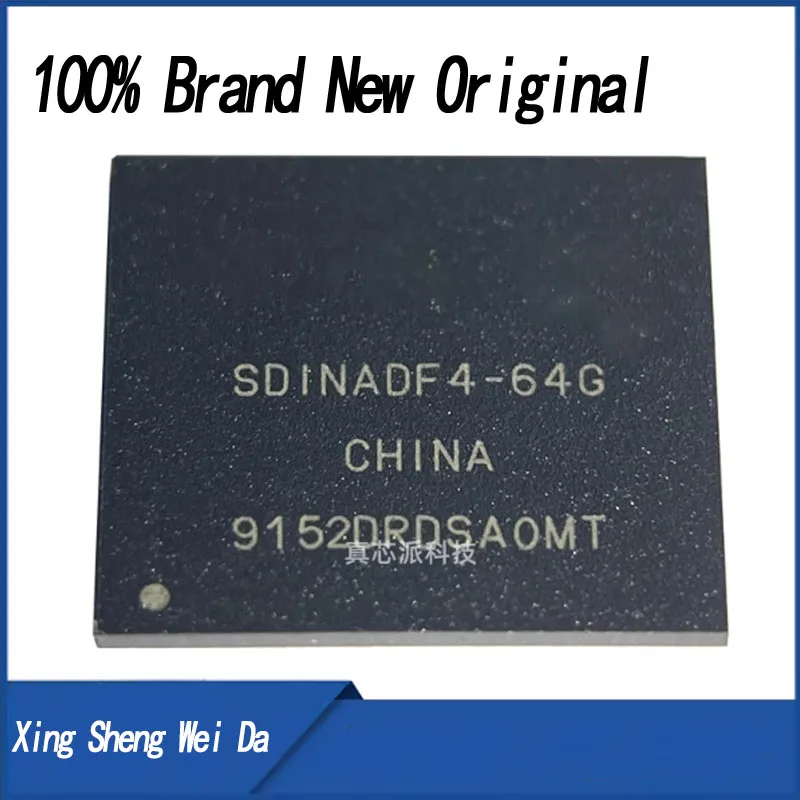 100% Brand New Original
SDINADF4-64G
CHINA
9152DRDSA0MT
真芯派科技
Xing Sheng Wei Da